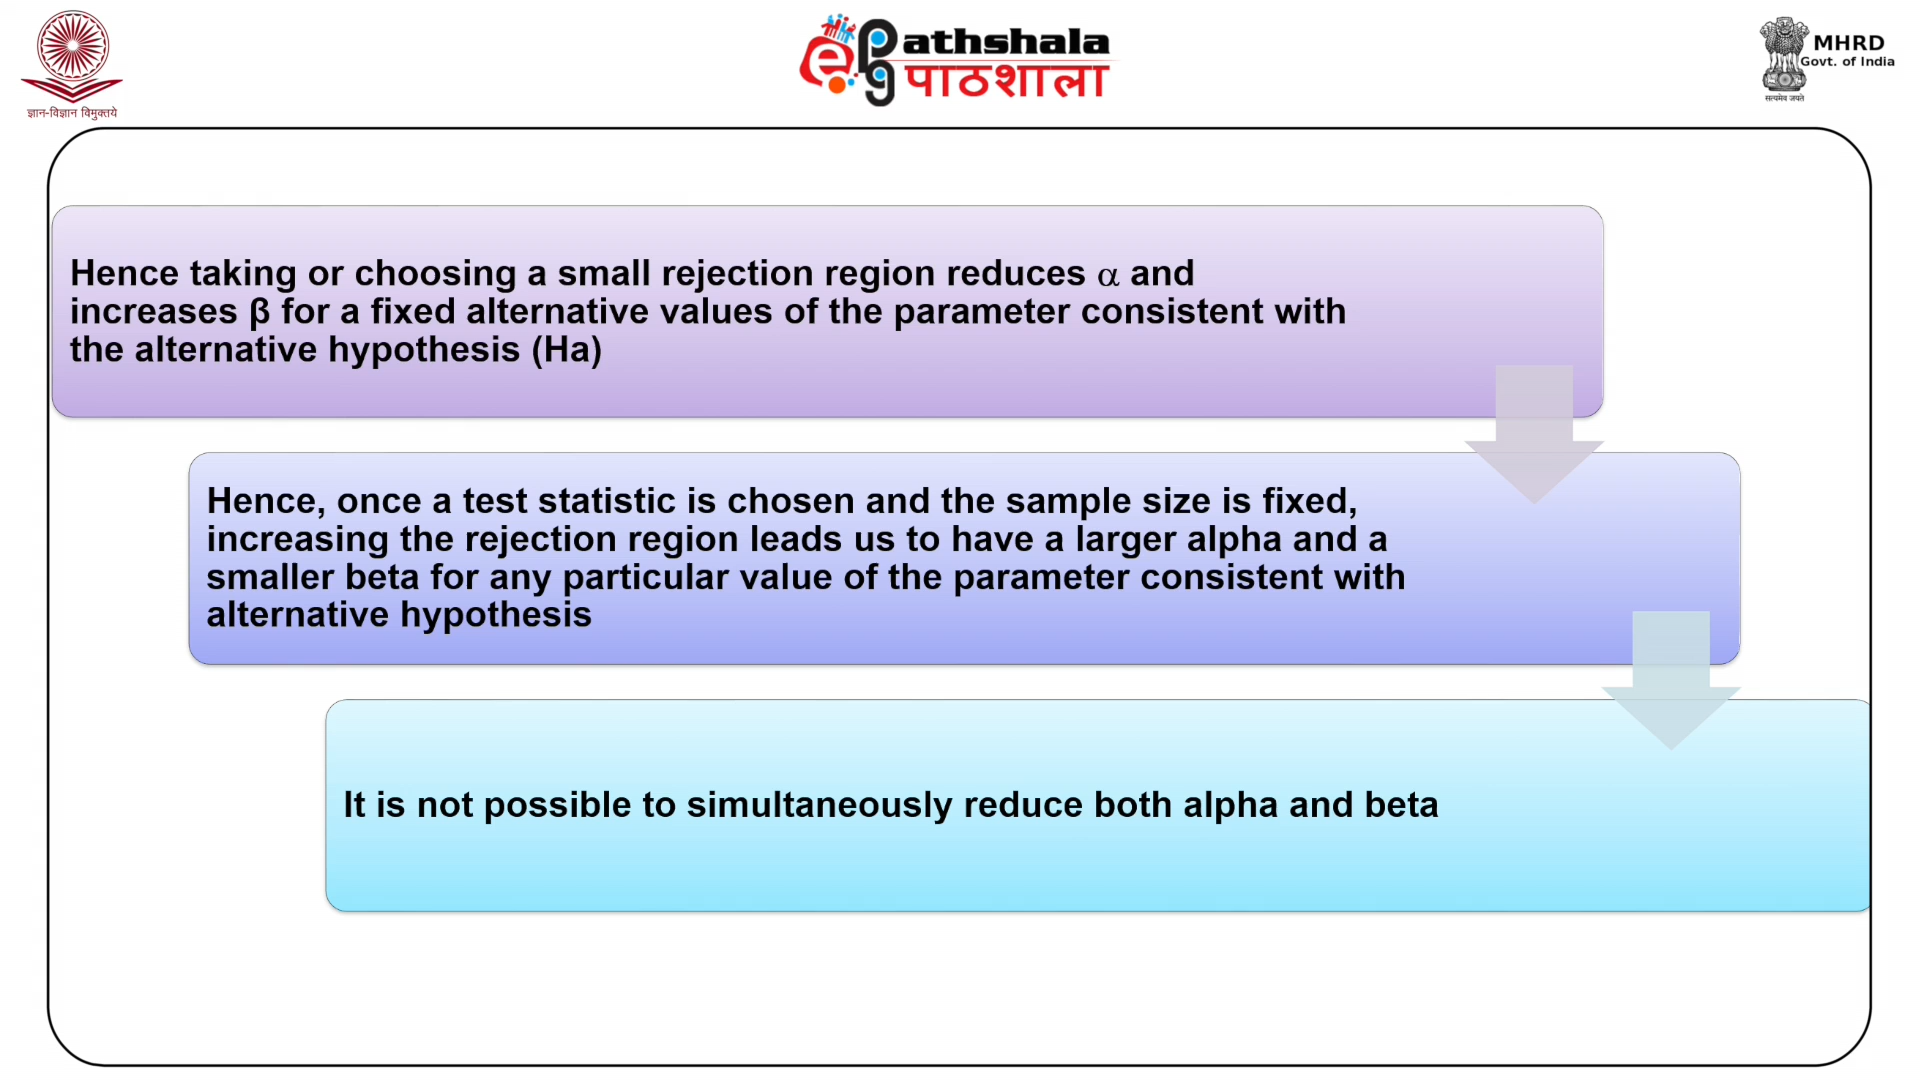 ज्ञान-विज्ञान विमुक्तये
e
pg
athshala
पाठशाला
MHRD
Govt. of India
सत्यमेव जयते
Hence taking or choosing a small rejection region reduces α and
increases β for a fixed alternative values of the parameter consistent with
the alternative hypothesis (Ha)
Hence, once a test statistic is chosen and the sample size is fixed,
increasing the rejection region leads us to have a larger alpha and a
smaller beta for any particular value of the parameter consistent with
alternative hypothesis
It is not possible to simultaneously reduce both alpha and beta